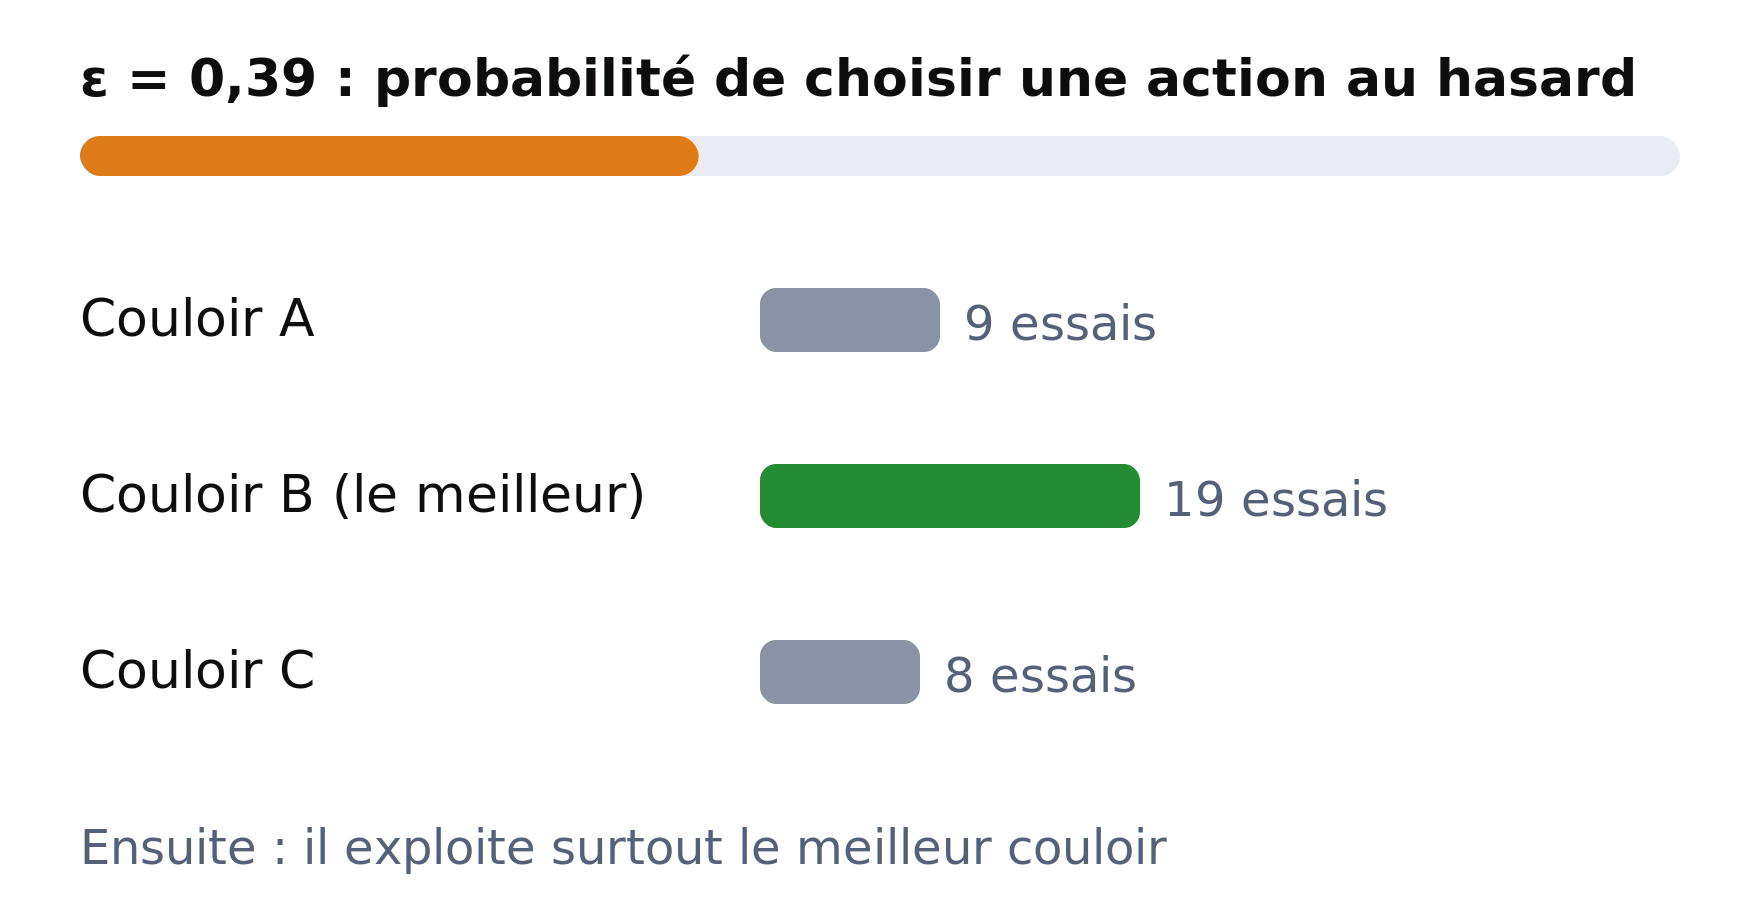 ε = 0,39 : probabilité de choisir une action au hasard
Couloir A
9 essais
Couloir B (le meilleur)
19 essais
Couloir C
8 essais
Ensuite : il exploite surtout le meilleur couloir